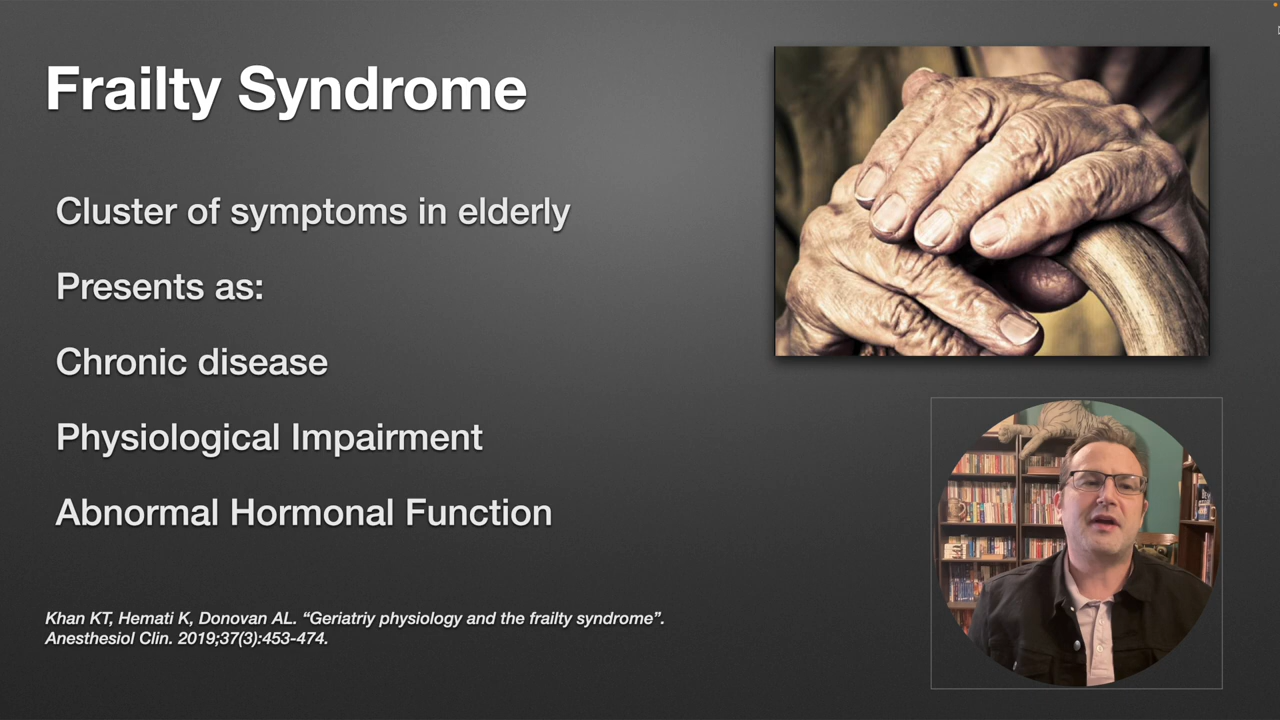 Frailty Syndrome
Cluster of symptoms in elderly
Presents as:
Chronic disease
Physiological Impairment
Abnormal Hormonal Function
Khan KT, Hemati K, Donovan AL. “Geriatriy physiology and the frailty syndrome”.
Anesthesiol Clin. 2019;37(3):453-474.